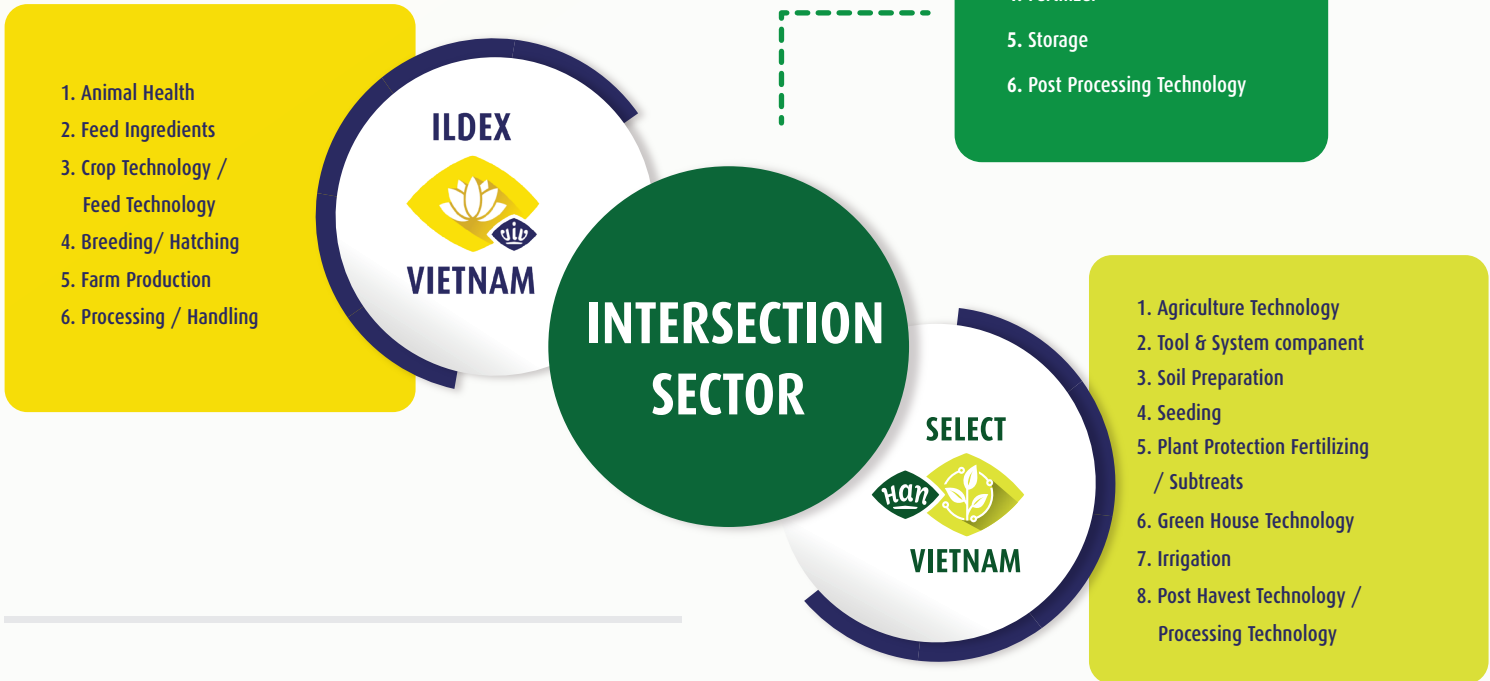 5. Storage
6. Post Processing Technology
1. Animal Health
2. Feed Ingredients
3. Crop Technology /
Feed Technology
4. Breeding/ Hatching
5. Farm Production
6. Processing / Handling
ILDEX
viv
VIETNAM
INTERSECTION
SECTOR
SELECT
Han
VIETNAM
1. Agriculture Technology
2. Tool & System companent
3. Soil Preparation
4. Seeding
5. Plant Protection Fertilizing
/ Subtreats
6. Green House Technology
7. Irrigation
8. Post Havest Technology /
Processing Technology